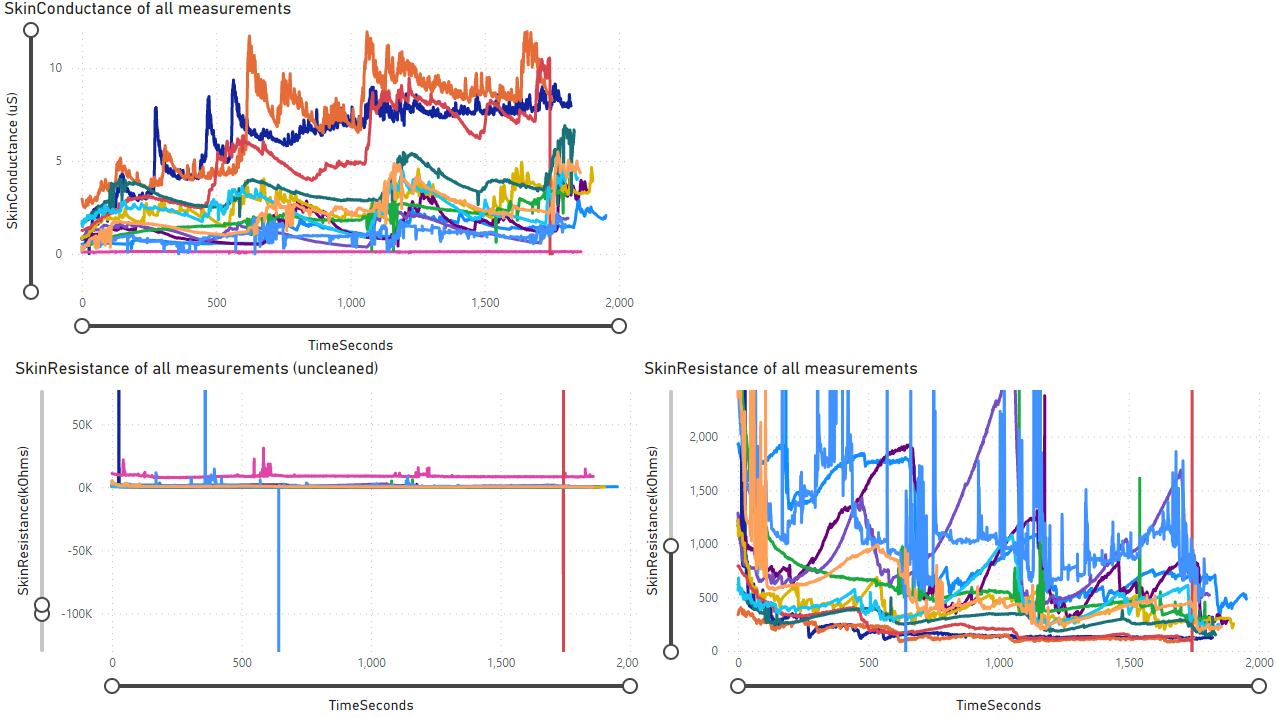 SkinConductance of all measurements
SkinConductance (uS)
10
5
0
0 500 1,000 1,500 2,000
TimeSeconds
SkinResistance of all measurements (uncleaned)
SkinResistance(kOhms)
50K
0K
-50K
-100K
0 500 1,000 1,500 2,00
TimeSeconds
SkinResistance of all measurements
SkinResistance(kOhms)
2,000
1,500
1,000
500
0
0 500 1,000 1,500 2,000
TimeSeconds